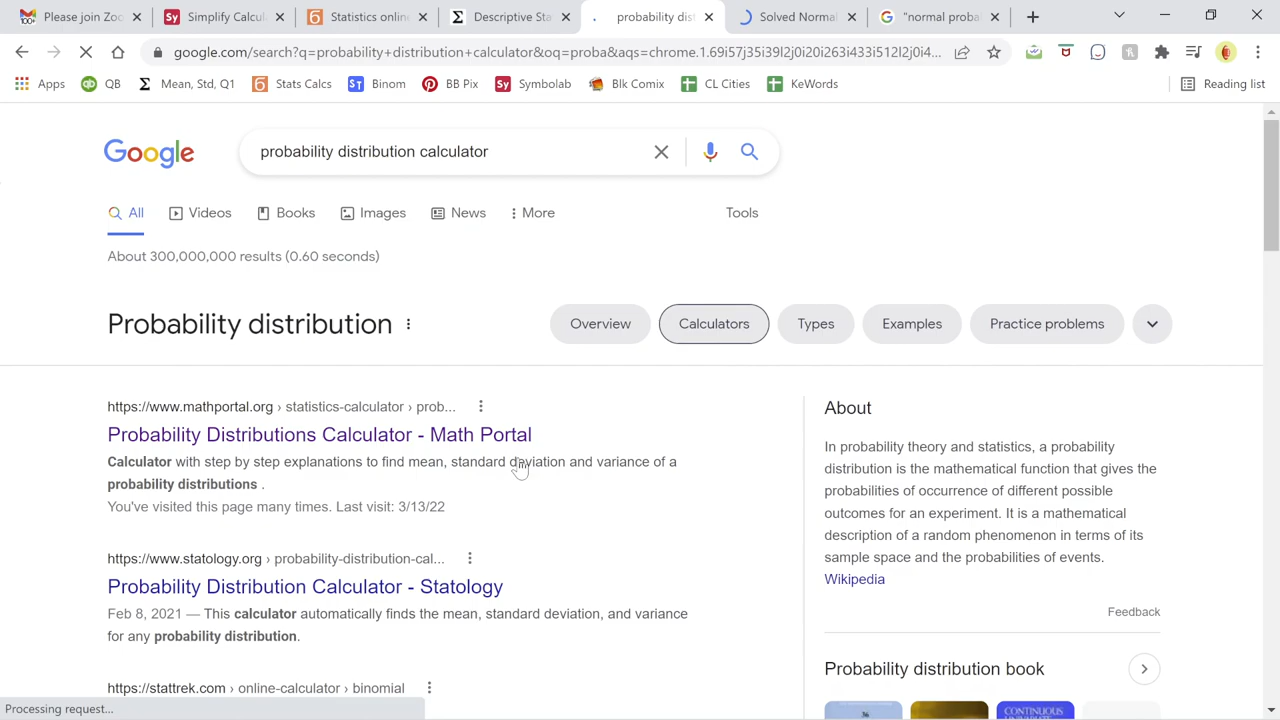 Please join Zoo
Simplify Calcul
Statistics onlin
Descriptive Sta
probability dist
Solved Normal
"normal proba
google.com/search?q=probability+distribution+calculator&oq=proba&aqs=chrome.1.69i57j35i39l2j0i20i263i433i512l2j0i4...
Apps
QB
Mean, Std, Q1
Stats Calcs
Binom
BB Pix
Symbolab
Blk Comix
CL Cities
KeWords
Reading list
Google
probability distribution calculator
All
Videos
Books
Images
News
More
Tools
About 300,000,000 results (0.60 seconds)
Probability distribution
Overview
Calculators
Types
Examples
Practice problems
https://www.mathportal.org › statistics-calculator › prob...
Probability Distributions Calculator - Math Portal
Calculator with step by step explanations to find mean, standard deviation and variance of a
probability distributions .
You've visited this page many times. Last visit: 3/13/22
https://www.statology.org › probability-distribution-cal...
Probability Distribution Calculator - Statology
Feb 8, 2021 — This calculator automatically finds the mean, standard deviation, and variance
for any probability distribution.
https://stattrek.com › online-calculator › binomial
About
In probability theory and statistics, a probability
distribution is the mathematical function that gives the
probabilities of occurrence of different possible
outcomes for an experiment. It is a mathematical
description of a random phenomenon in terms of its
sample space and the probabilities of events.
Wikipedia
Feedback
Probability distribution book
CONTINUOUS
Processing request...